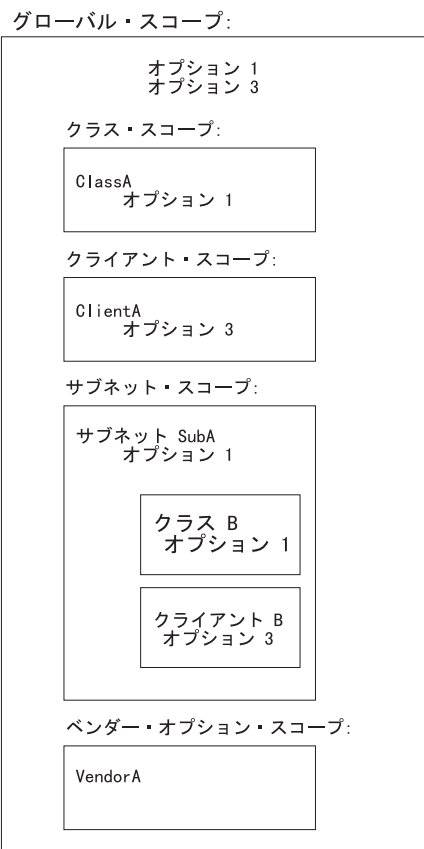 グローバル・スコープ:
オプション 1
オプション 3
クラス・スコープ:
ClassA
オプション 1
クライアント・スコープ:
ClientA
オプション 3
サブネット・スコープ:
サブネット SubA
オプション 1
クラス B
オプション 1
クライアント B
オプション 3
ベンダー・オプション・スコープ:
VendorA